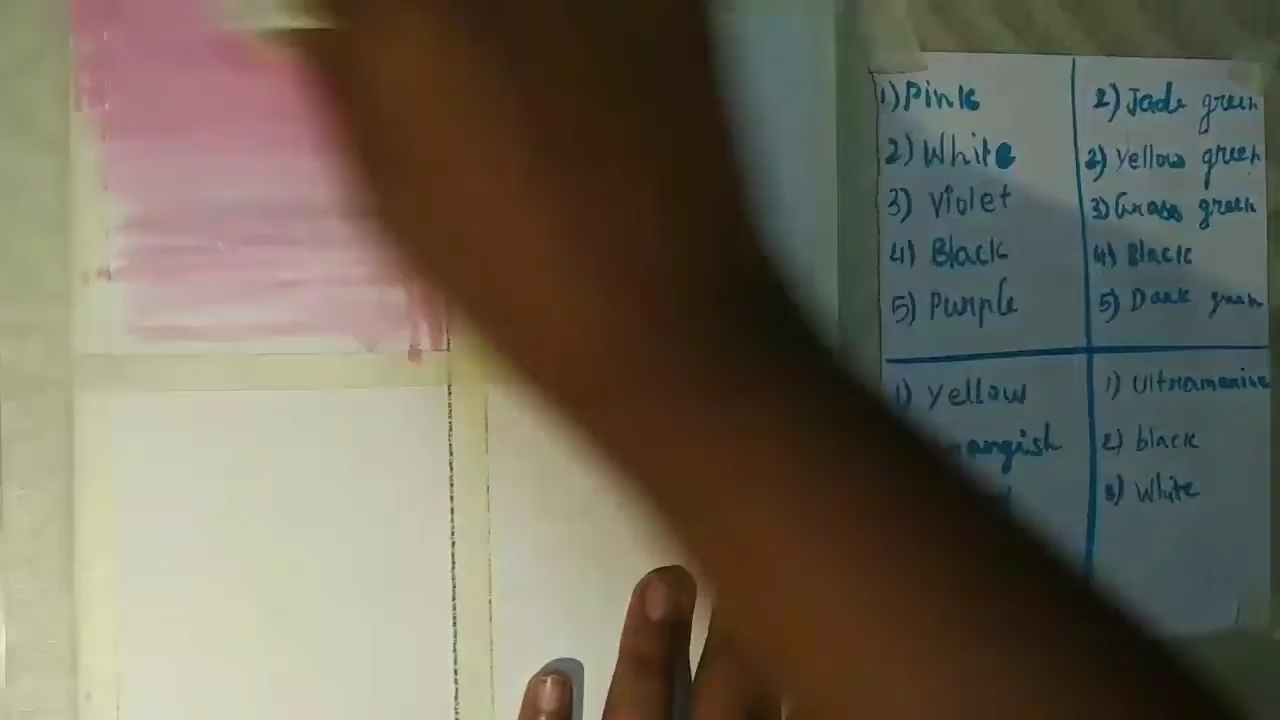 1) Pink
2) White
3) Violet
4) Black
5) Purple
2) Jade green
2) Yellow green
3) Grass green
4) Black
5) Dark green
1) Yellow
1) Ultramarine
2) black
3) White